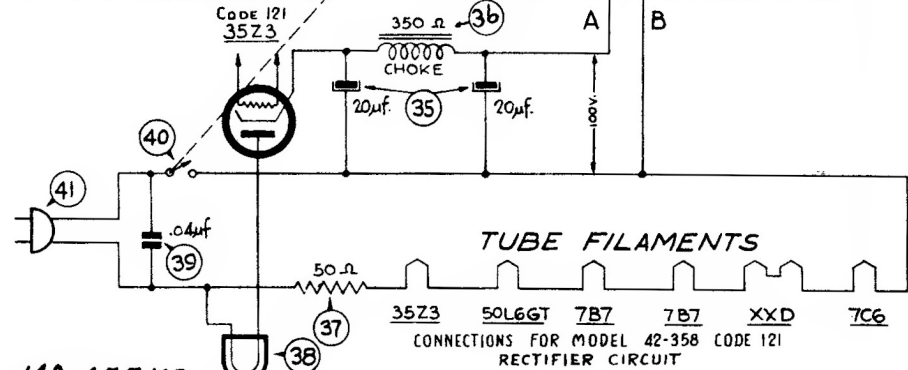 CODE 121
35Z3
36
350 Ω
CHOKE
A
B
20µf.
35
20µf.
100V.
40
41
.04µf
39
TUBE FILAMENTS
50 Ω
37
38
35Z3
50L6GT
7B7
7B7
XXD
7C6
CONNECTIONS FOR MODEL 42-358 CODE 121
RECTIFIER CIRCUIT